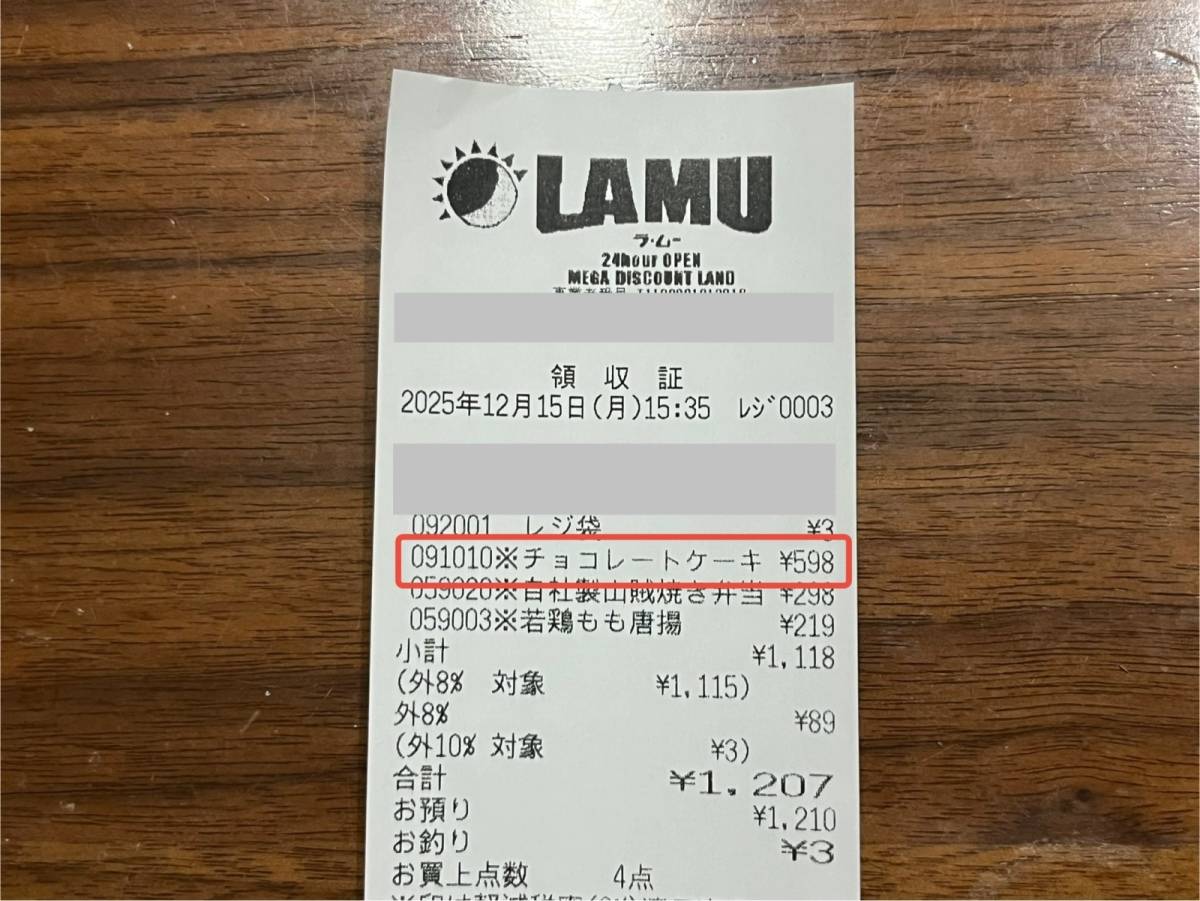 LAMU
ラ・ムー
24hour OPEN
MEGA DISCOUNT LAND
領収証
2025年12月15日(月)15:35 ﾚｼﾞ0003
092001 レジ袋 ¥3
091010※チョコレートケーキ ¥598
059020※自社製山賊焼き弁当 ¥298
059003※若鶏もも唐揚 ¥219
小計 ¥1,118
(外8% 対象 ¥1,115)
外8% ¥89
(外10% 対象 ¥3)
合計 ¥1,207
お預り ¥1,210
お釣り ¥3
お買上点数 4点